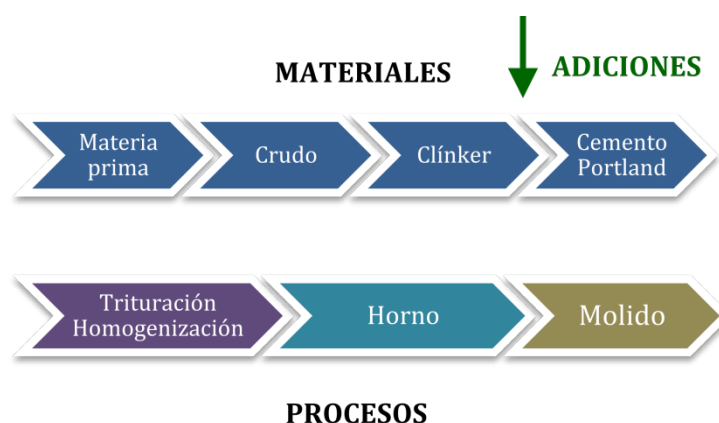 MATERIALES
ADICIONES
Materia
prima
Crudo
Clínker
Cemento
Portland
Trituración
Homogenización
Horno
Molido
PROCESOS